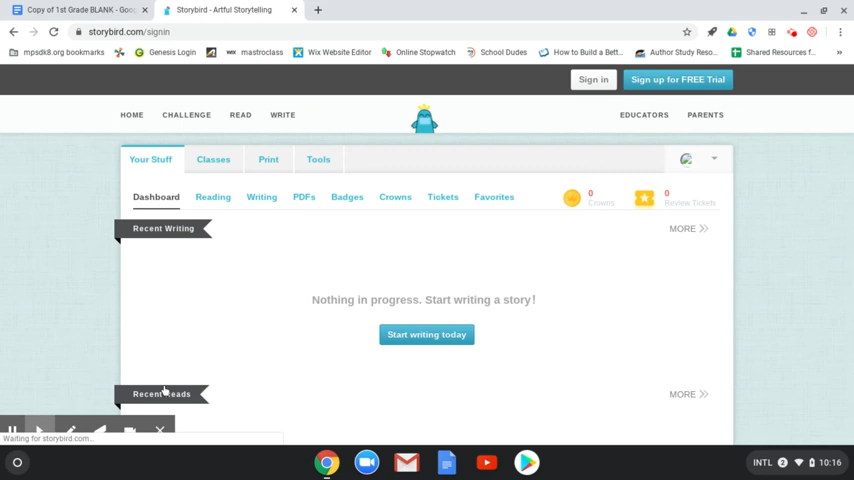 Copy of 1st Grade BLANK - Goo
Storybird - Artful Storytelling
storybird.com/signin
mpsdk8.org bookmarks
Genesis Login
WIX mastroclass
Wix Website Editor
Online Stopwatch
School Dudes
How to Build a Bett...
Author Study Reso...
Shared Resources f...
»
Sign in
Sign up for FREE Trial
HOME CHALLENGE READ WRITE
EDUCATORS PARENTS
Your Stuff Classes Print Tools
Dashboard Reading Writing PDFs Badges Crowns Tickets Favorites
0
Crowns
0
Review Tickets
Recent Writing
MORE
Nothing in progress. Start writing a story!
Start writing today
Recent Reads
MORE
Waiting for storybird.com...
INTL 2 10:16